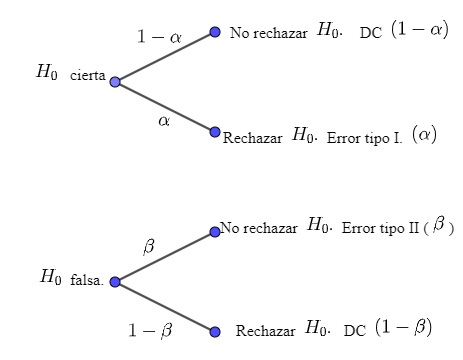 1 − α
No rechazar H₀. DC (1 − α)
H₀ cierta
α
Rechazar H₀. Error tipo I. (α)
No rechazar H₀. Error tipo II ( β )
β
H₀ falsa.
1 − β
Rechazar H₀. DC (1 − β)